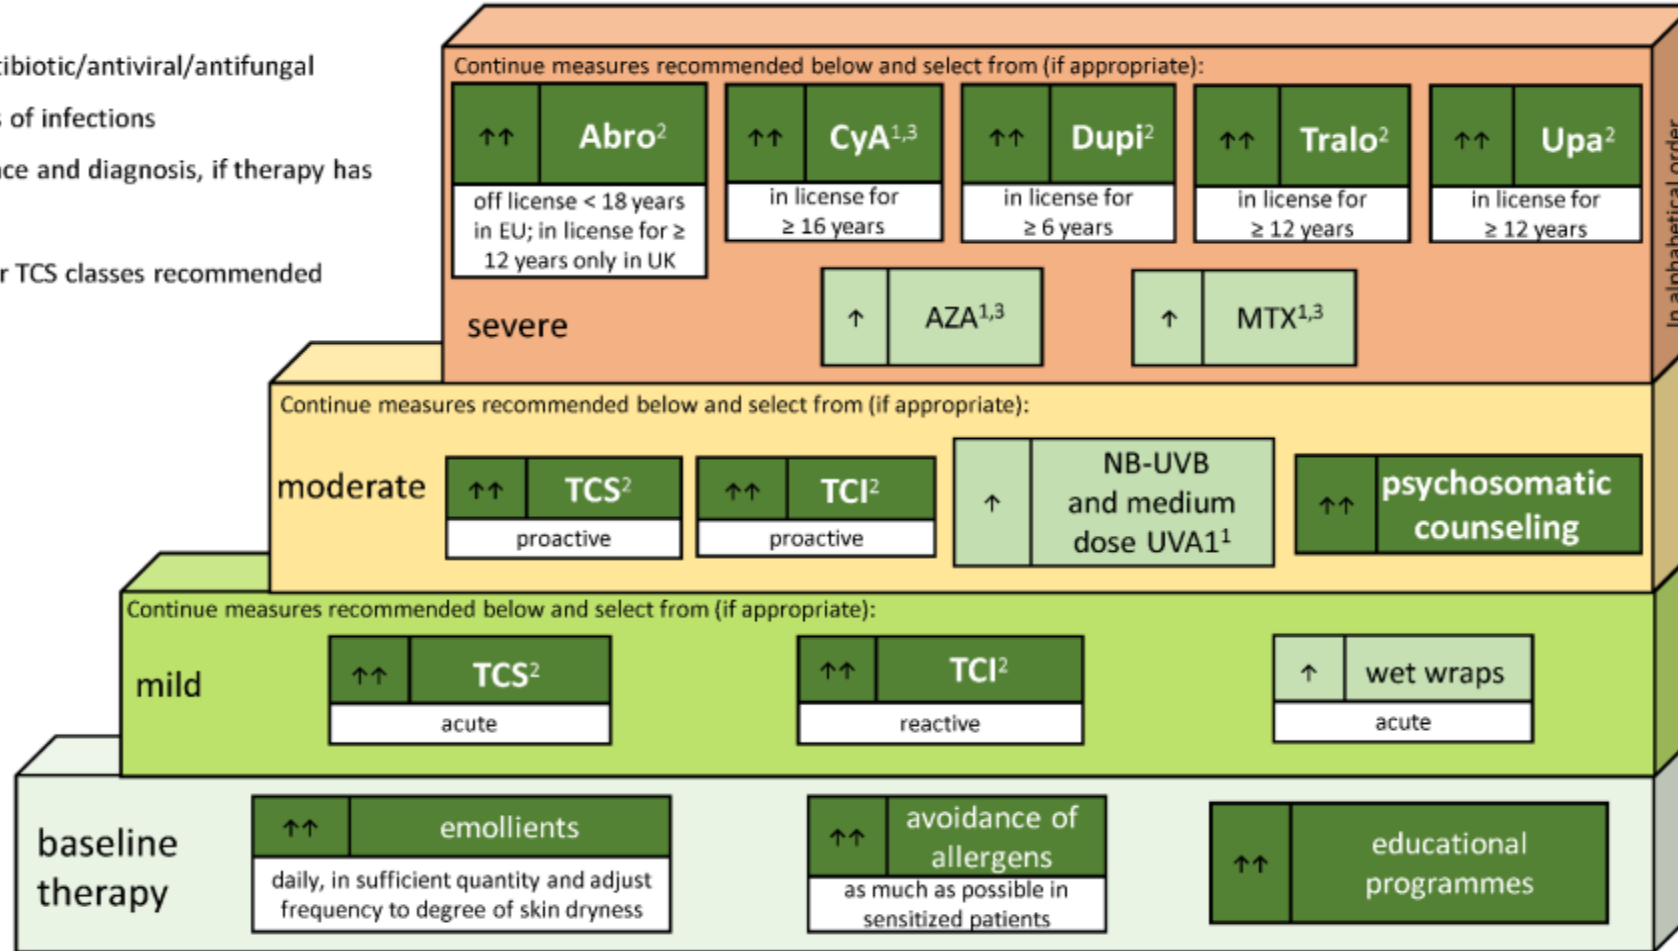 tibiotic/antiviral/antifungal
s of infections
ce and diagnosis, if therapy has
r TCS classes recommended
Continue measures recommended below and select from (if appropriate):
↑↑ Abro2
off license < 18 years
in EU; in license for ≥
12 years only in UK
↑↑ CyA1,3
in license for
≥ 16 years
↑↑ Dupi2
in license for
≥ 6 years
↑↑ Tralo2
in license for
≥ 12 years
↑↑ Upa2
in license for
≥ 12 years
severe
↑ AZA1,3
↑ MTX1,3
In alphabetical order
Continue measures recommended below and select from (if appropriate):
moderate
↑↑ TCS2
proactive
↑↑ TCI2
proactive
↑ NB-UVB
and medium
dose UVA11
↑↑ psychosomatic
counseling
Continue measures recommended below and select from (if appropriate):
mild
↑↑ TCS2
acute
↑↑ TCI2
reactive
↑ wet wraps
acute
baseline
therapy
↑↑ emollients
daily, in sufficient quantity and adjust
frequency to degree of skin dryness
↑↑ avoidance of
allergens
as much as possible in
sensitized patients
↑↑ educational
programmes